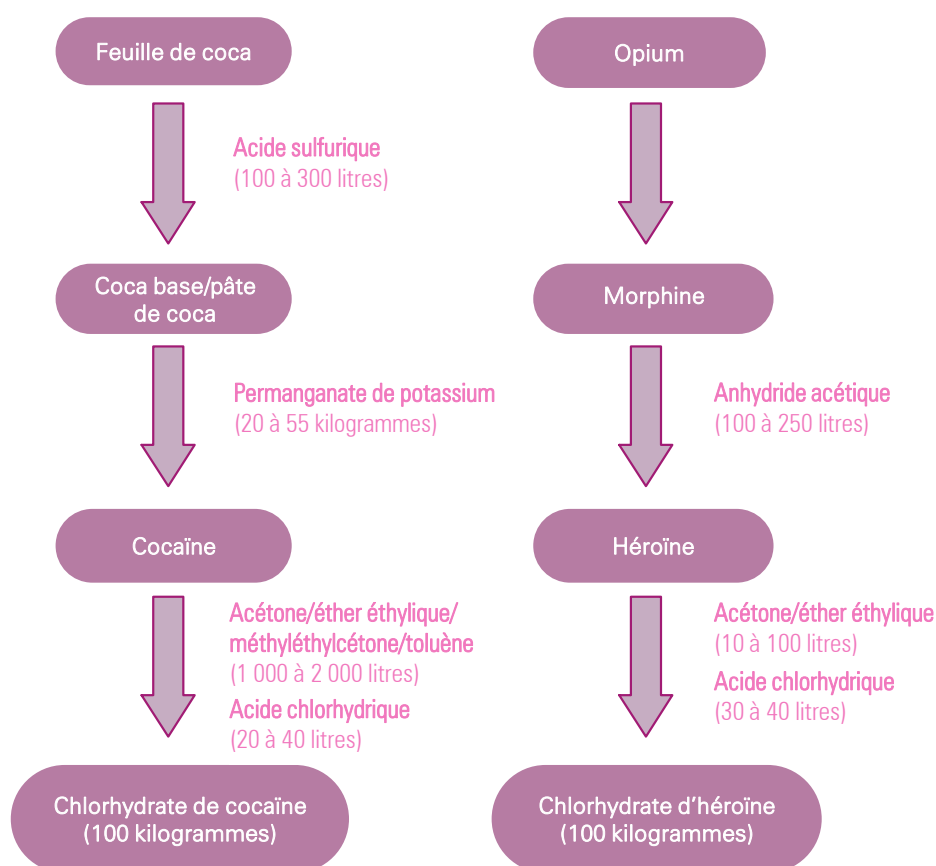 Feuille de coca
Acide sulfurique
(100 à 300 litres)
Coca base/pâte
de coca
Permanganate de potassium
(20 à 55 kilogrammes)
Cocaïne
Acétone/éther éthylique/
méthyléthylcétone/toluène
(1 000 à 2 000 litres)
Acide chlorhydrique
(20 à 40 litres)
Chlorhydrate de cocaïne
(100 kilogrammes)
Opium
Morphine
Anhydride acétique
(100 à 250 litres)
Héroïne
Acétone/éther éthylique
(10 à 100 litres)
Acide chlorhydrique
(30 à 40 litres)
Chlorhydrate d’héroïne
(100 kilogrammes)